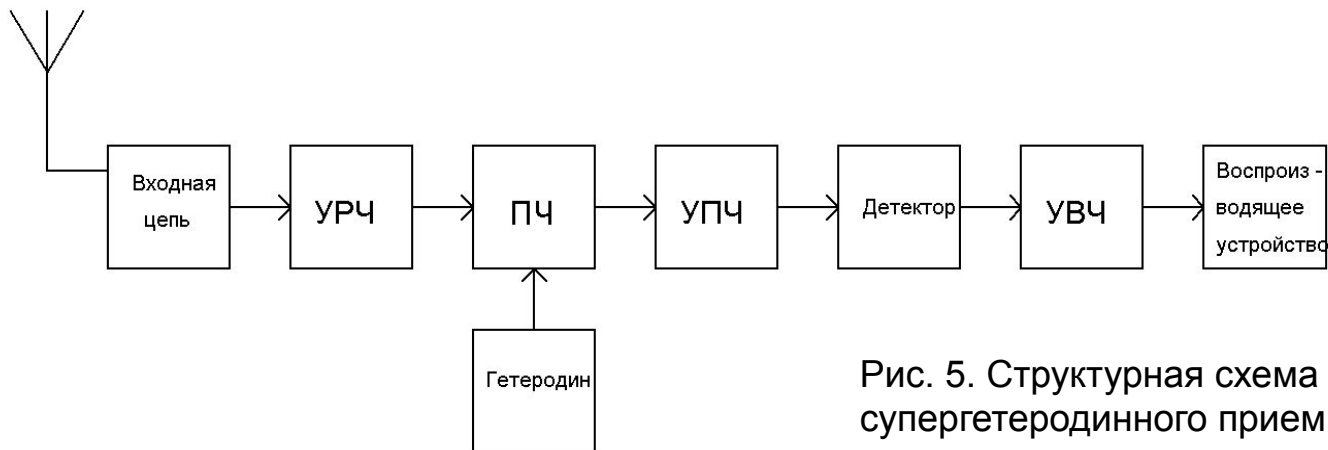 Входная
цепь
УРЧ
ПЧ
УПЧ
Детектор
УВЧ
Воспроиз -
водящее
устройство
Гетеродин
Рис. 5. Структурная схема
супергетеродинного прием